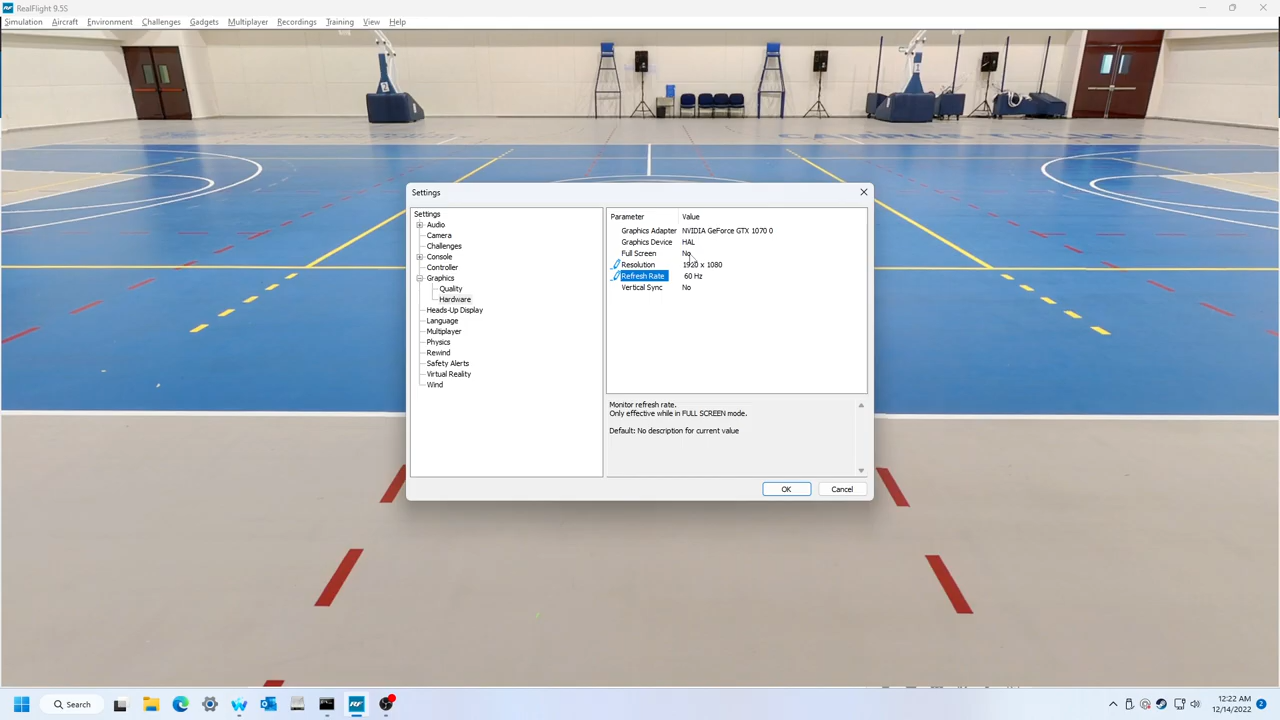 RealFlight 9.5S
Simulation Aircraft Environment Challenges Gadgets Multiplayer Recordings Training View Help
Settings
Settings
Audio
Camera
Challenges
Console
Controller
Graphics
Quality
Hardware
Heads-Up Display
Language
Multiplayer
Physics
Rewind
Safety Alerts
Virtual Reality
Wind
Parameter Value
Graphics Adapter NVIDIA GeForce GTX 1070 0
Graphics Device HAL
Full Screen No
Resolution 1920 x 1080
Refresh Rate 60 Hz
Vertical Sync No
Monitor refresh rate.
Only effective while in FULL SCREEN mode.
Default: No description for current value
OK Cancel
Search
12:22 AM
12/14/2022
2